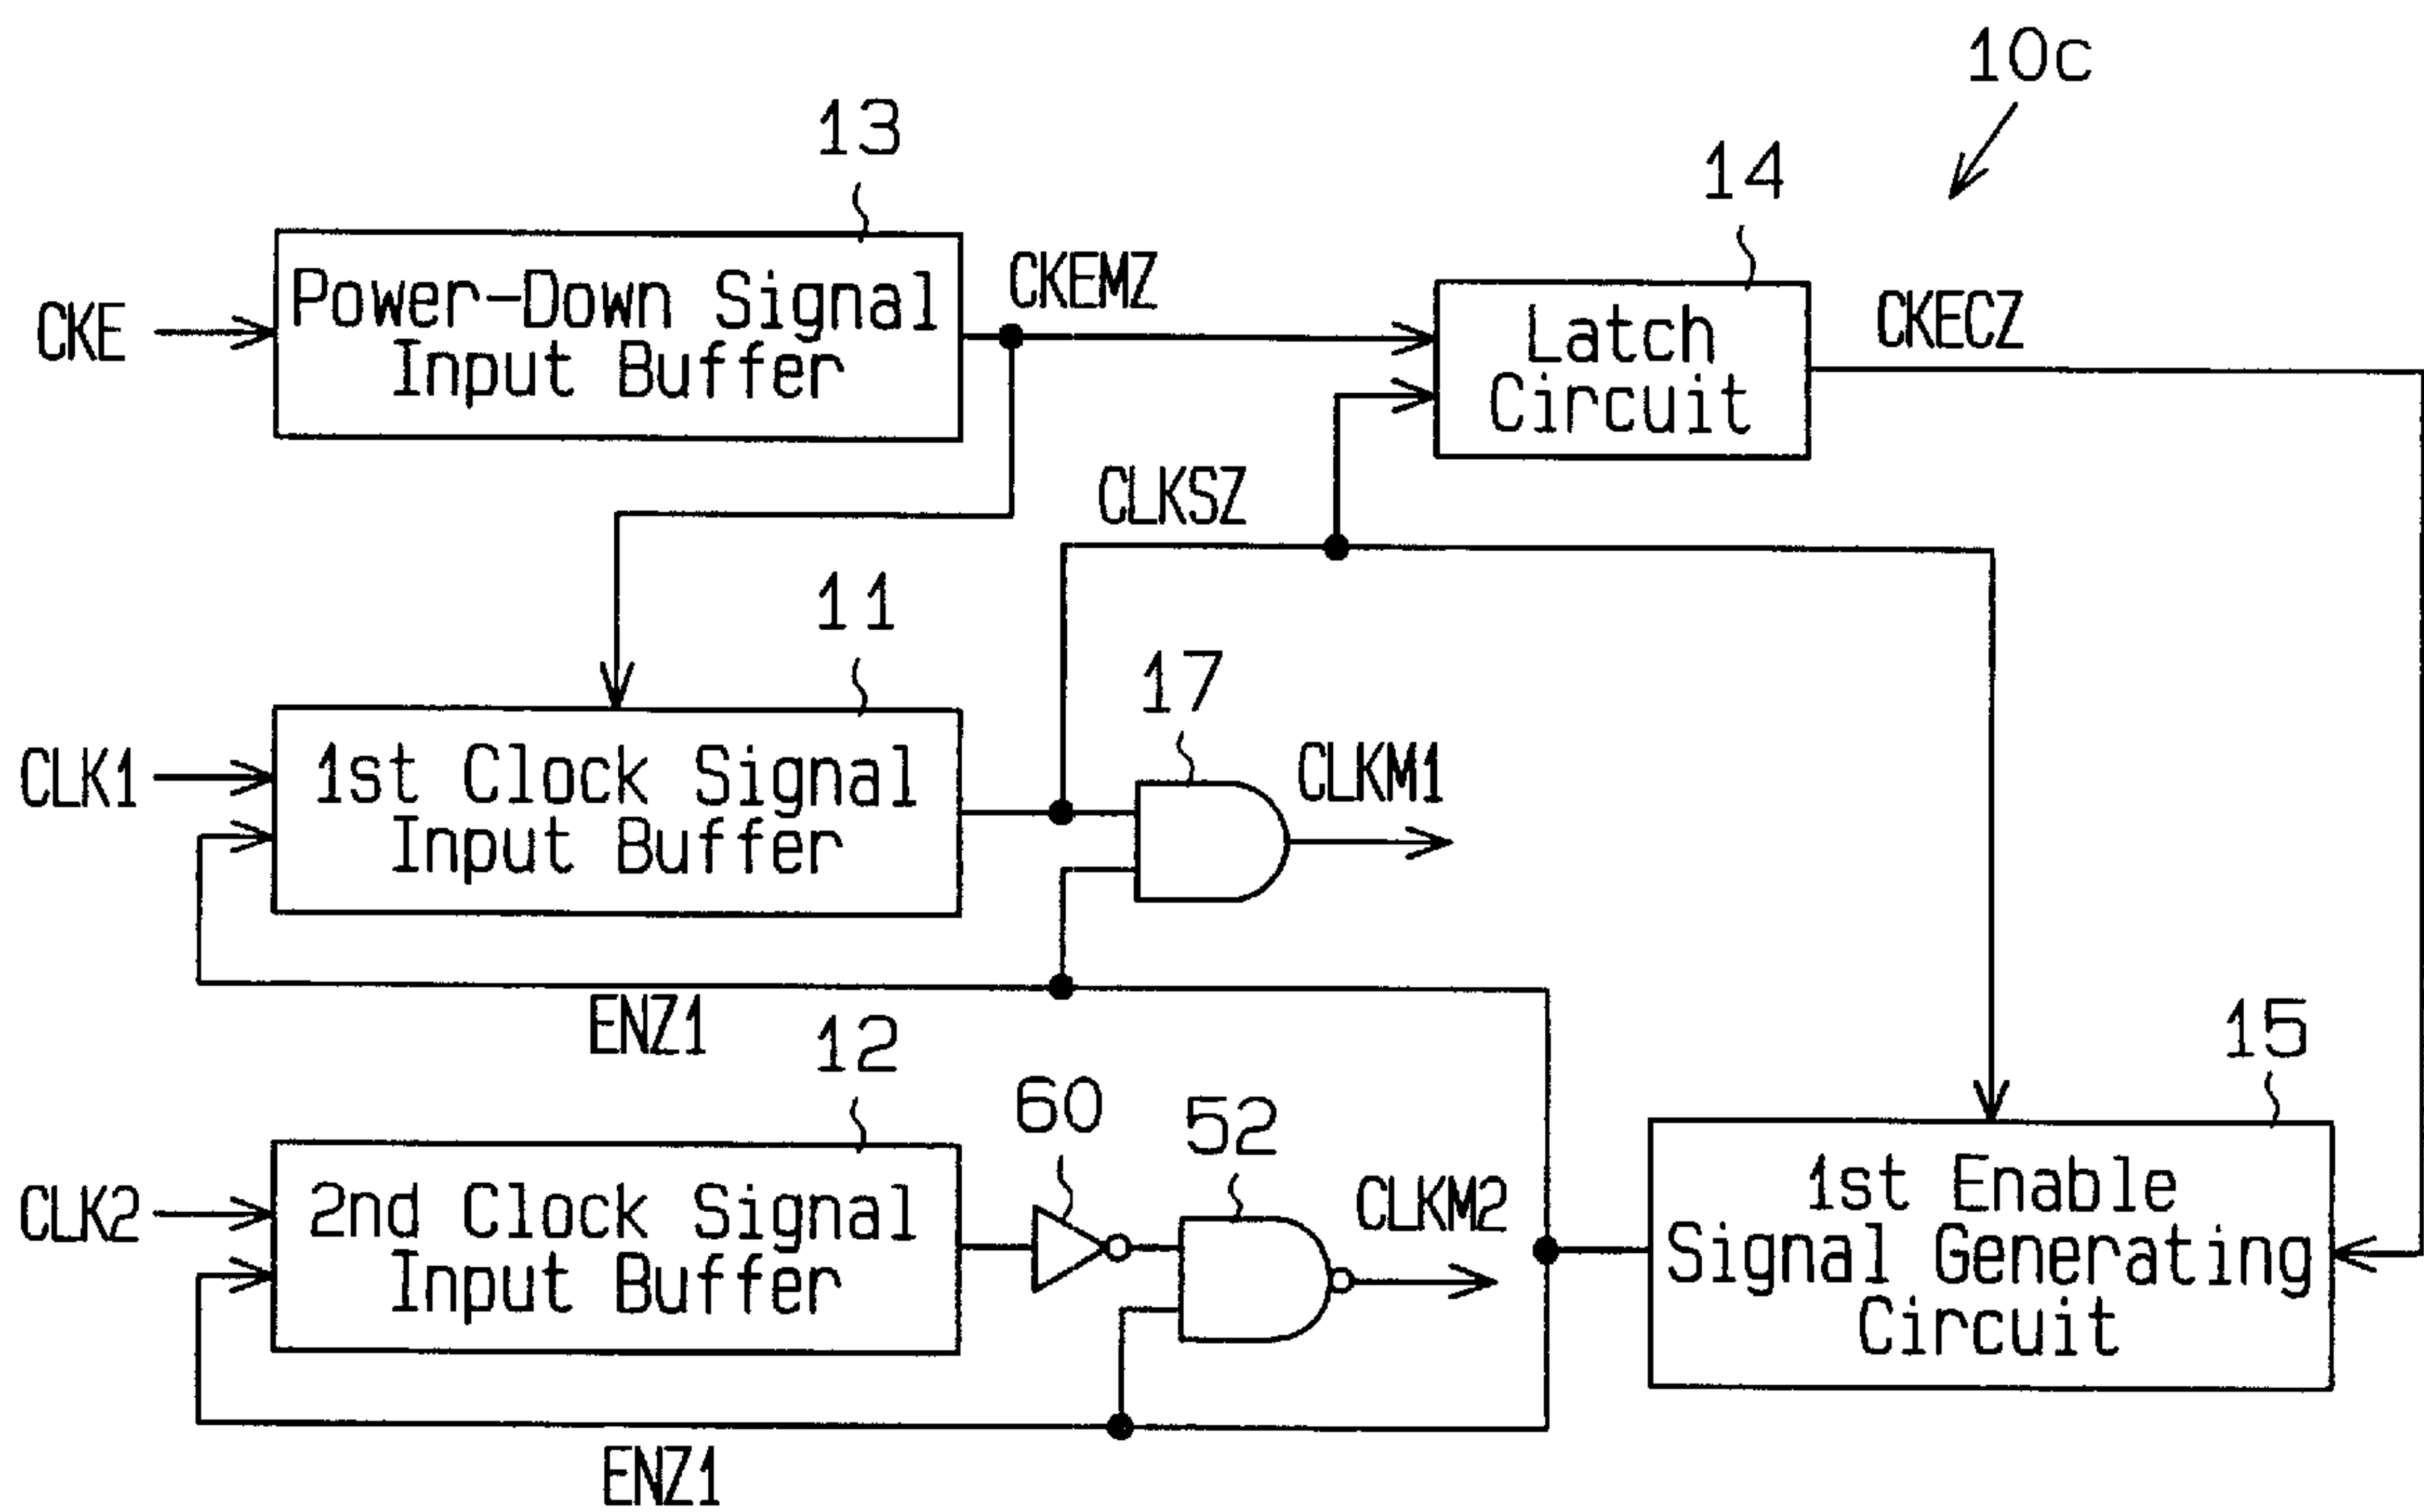 10c
13
14
CKE
Power-Down Signal
Input Buffer
CKEMZ
Latch
Circuit
CKECZ
CLKSZ
11
17
CLK1
1st Clock Signal
Input Buffer
CLKM1
ENZ1
12
15
60
52
CLK2
2nd Clock Signal
Input Buffer
CLKM2
1st Enable
Signal Generating
Circuit
ENZ1